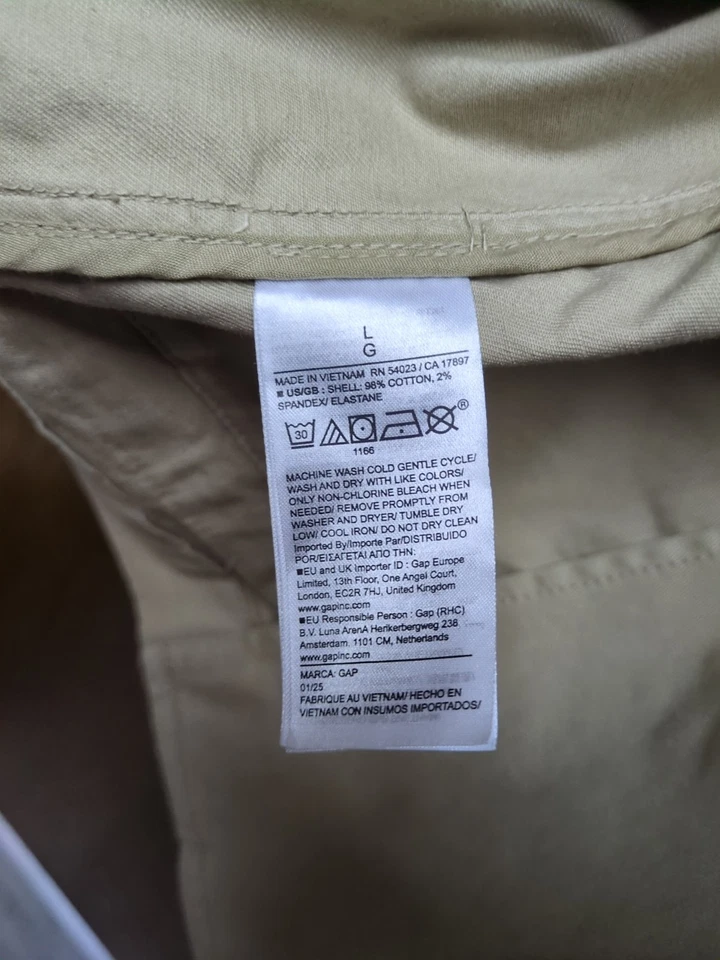 L
G
MADE IN VIETNAM RN 54023 / CA 17897
■ US/GB : SHELL: 98% COTTON, 2%
SPANDEX/ ELASTANE
30
®
1166
MACHINE WASH COLD GENTLE CYCLE/
WASH AND DRY WITH LIKE COLORS/
ONLY NON-CHLORINE BLEACH WHEN
NEEDED/ REMOVE PROMPTLY FROM
WASHER AND DRYER/ TUMBLE DRY
LOW/ COOL IRON/ DO NOT DRY CLEAN
Imported By/Importe Par/DISTRIBUIDO
POR/ΕΙΣΑΓΕΤΑΙ ΑΠΟ ΤΗΝ:
■EU and UK Importer ID : Gap Europe
Limited, 13th Floor, One Angel Court,
London, EC2R 7HJ, United Kingdom
www.gapinc.com
■EU Responsible Person : Gap (RHC)
B.V. Luna ArenA Herikerbergweg 238
Amsterdam 1101 CM, Netherlands
www.gapinc.com
MARCA: GAP
01/25
FABRIQUE AU VIETNAM/ HECHO EN
VIETNAM CON INSUMOS IMPORTADOS/